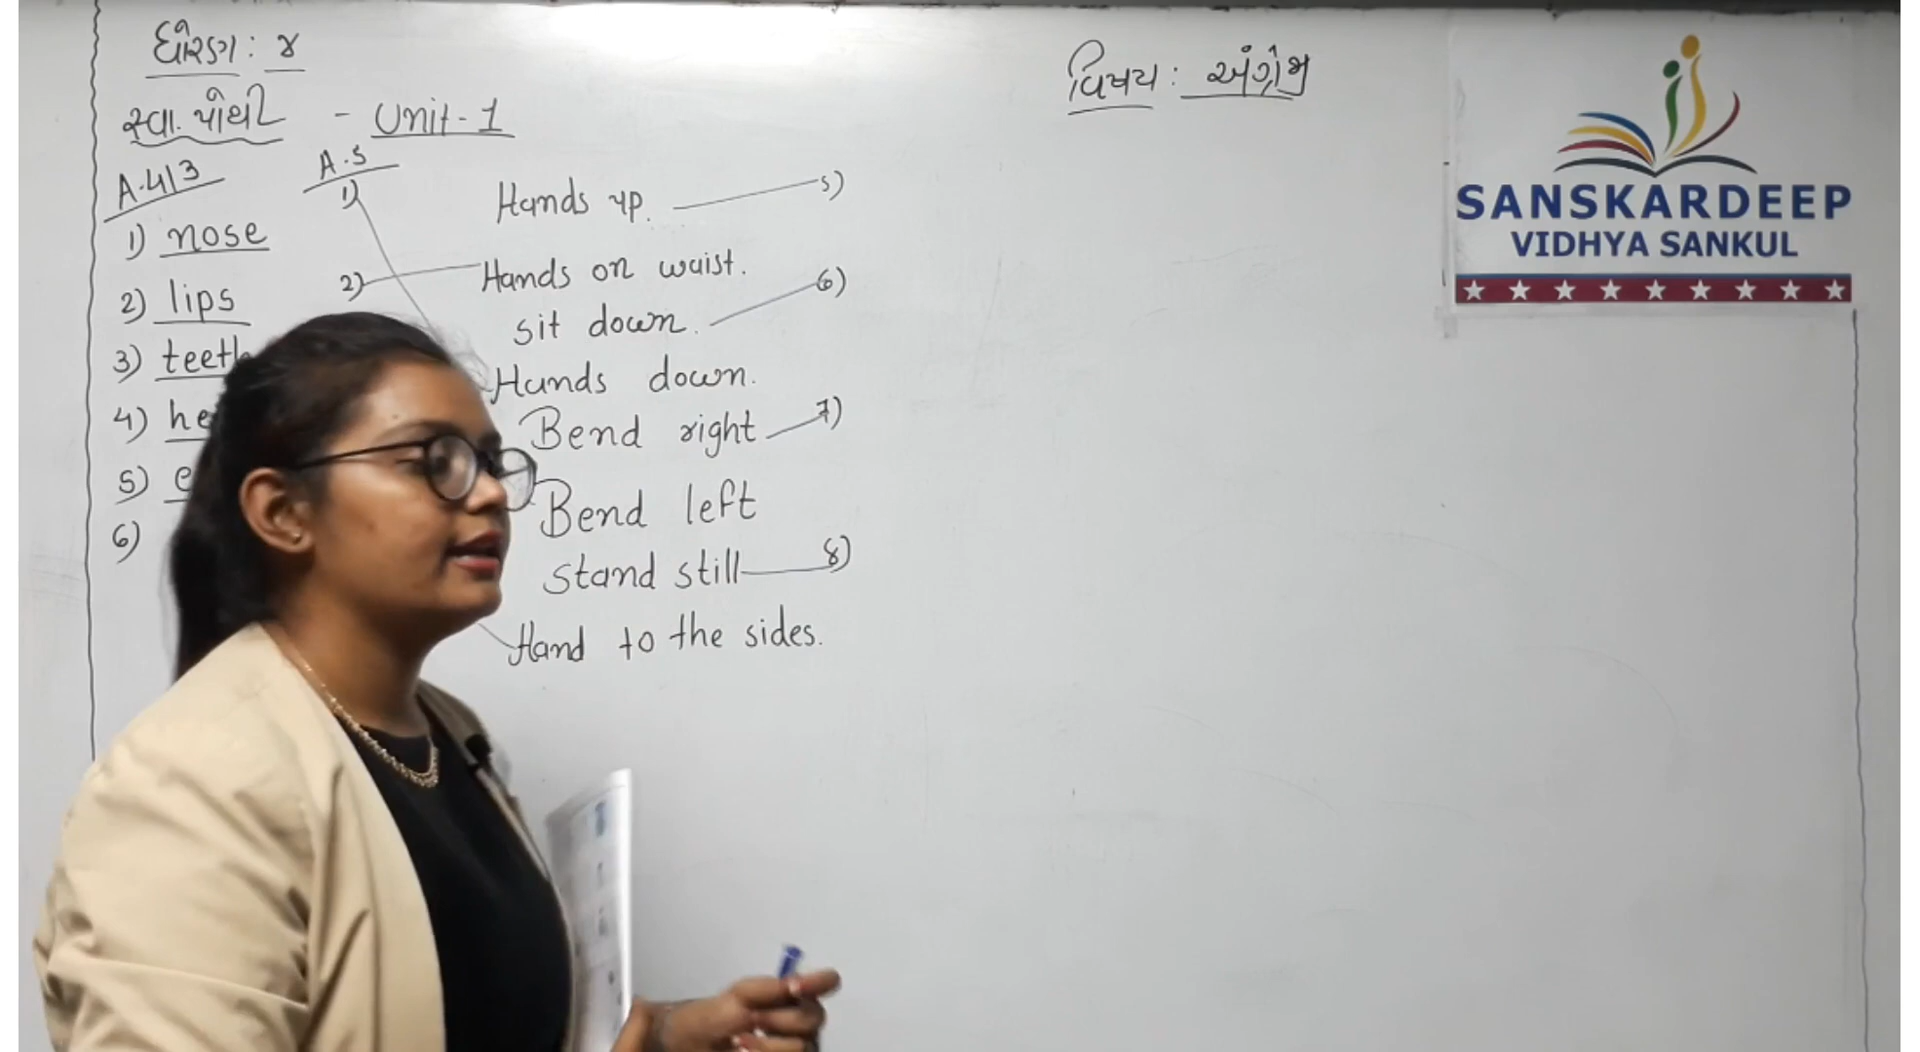 ધોરણ : ૪
વિષય : અંગ્રેજી
સ્વા. પોથી - Unit - 1
A.4/3
1) nose
2) lips
3) teeth
4) he
5) e
6)
A.5
1)
2)
Hands up. 5)
Hands on waist.
sit down. 6)
Hands down.
Bend right 7)
Bend left
stand still 8)
Hand to the sides.
SANSKARDEEP
VIDHYA SANKUL